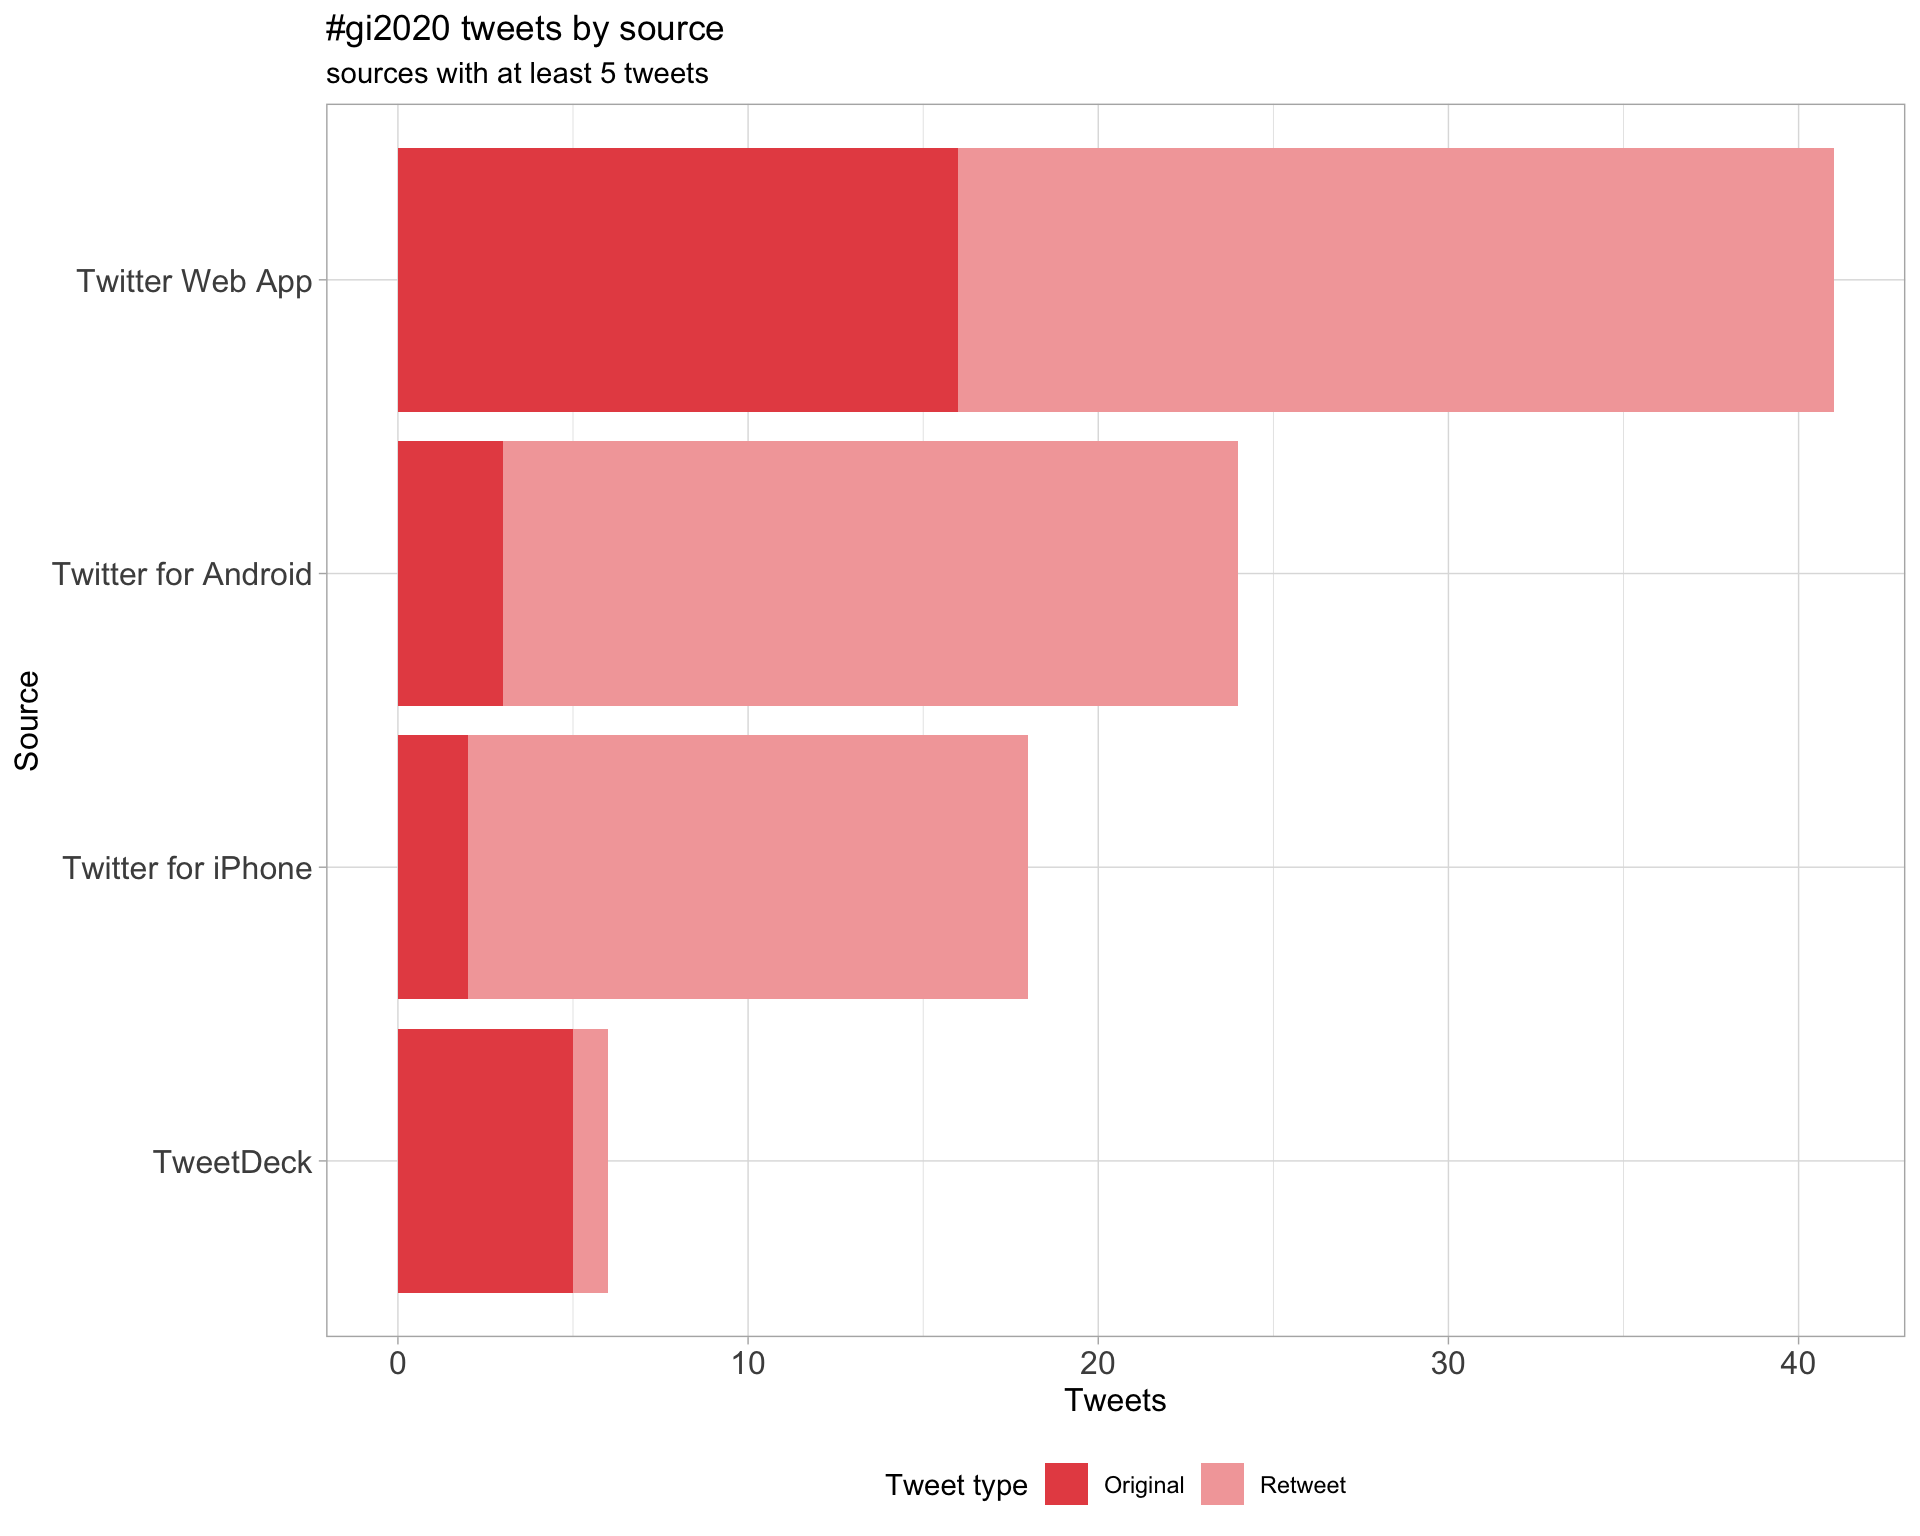 #gi2020 tweets by source
sources with at least 5 tweets
Source
Twitter Web App
Twitter for Android
Twitter for iPhone
TweetDeck
0 10 20 30 40
Tweets
Tweet type Original Retweet